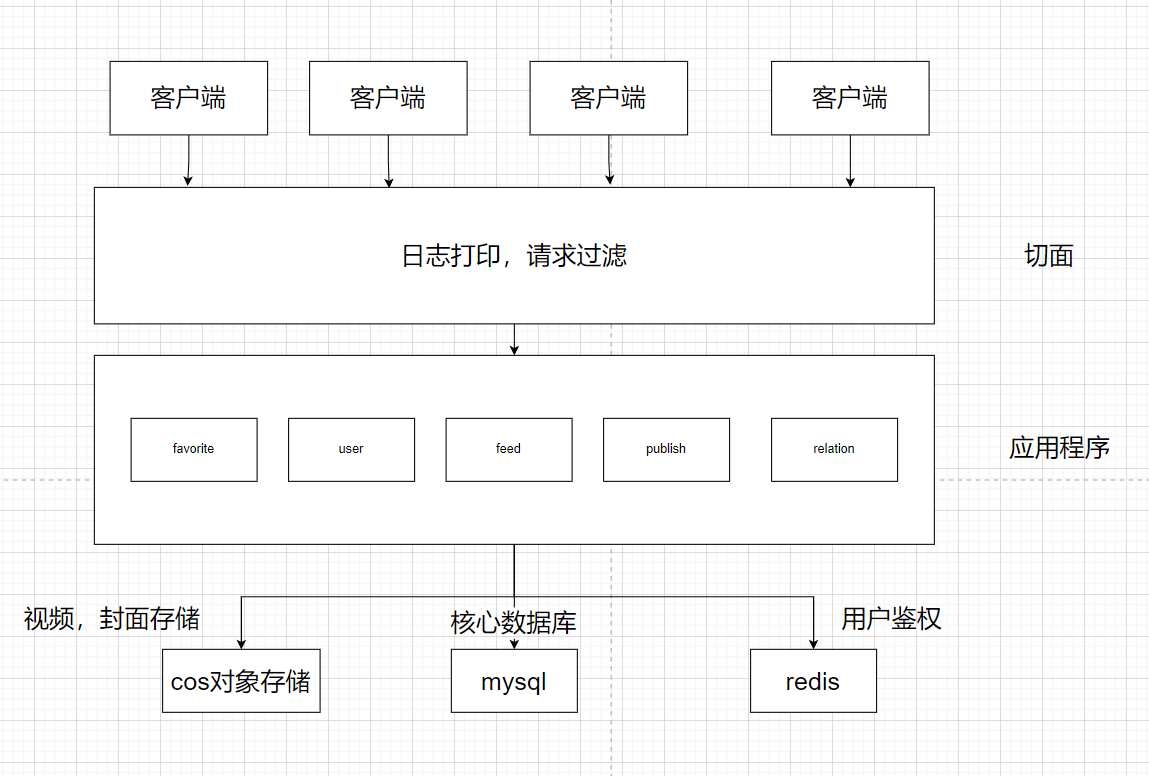 客户端
客户端
客户端
客户端
日志打印，请求过滤
切面
favorite
user
feed
publish
relation
应用程序
视频，封面存储
核心数据库
用户鉴权
cos对象存储
mysql
redis